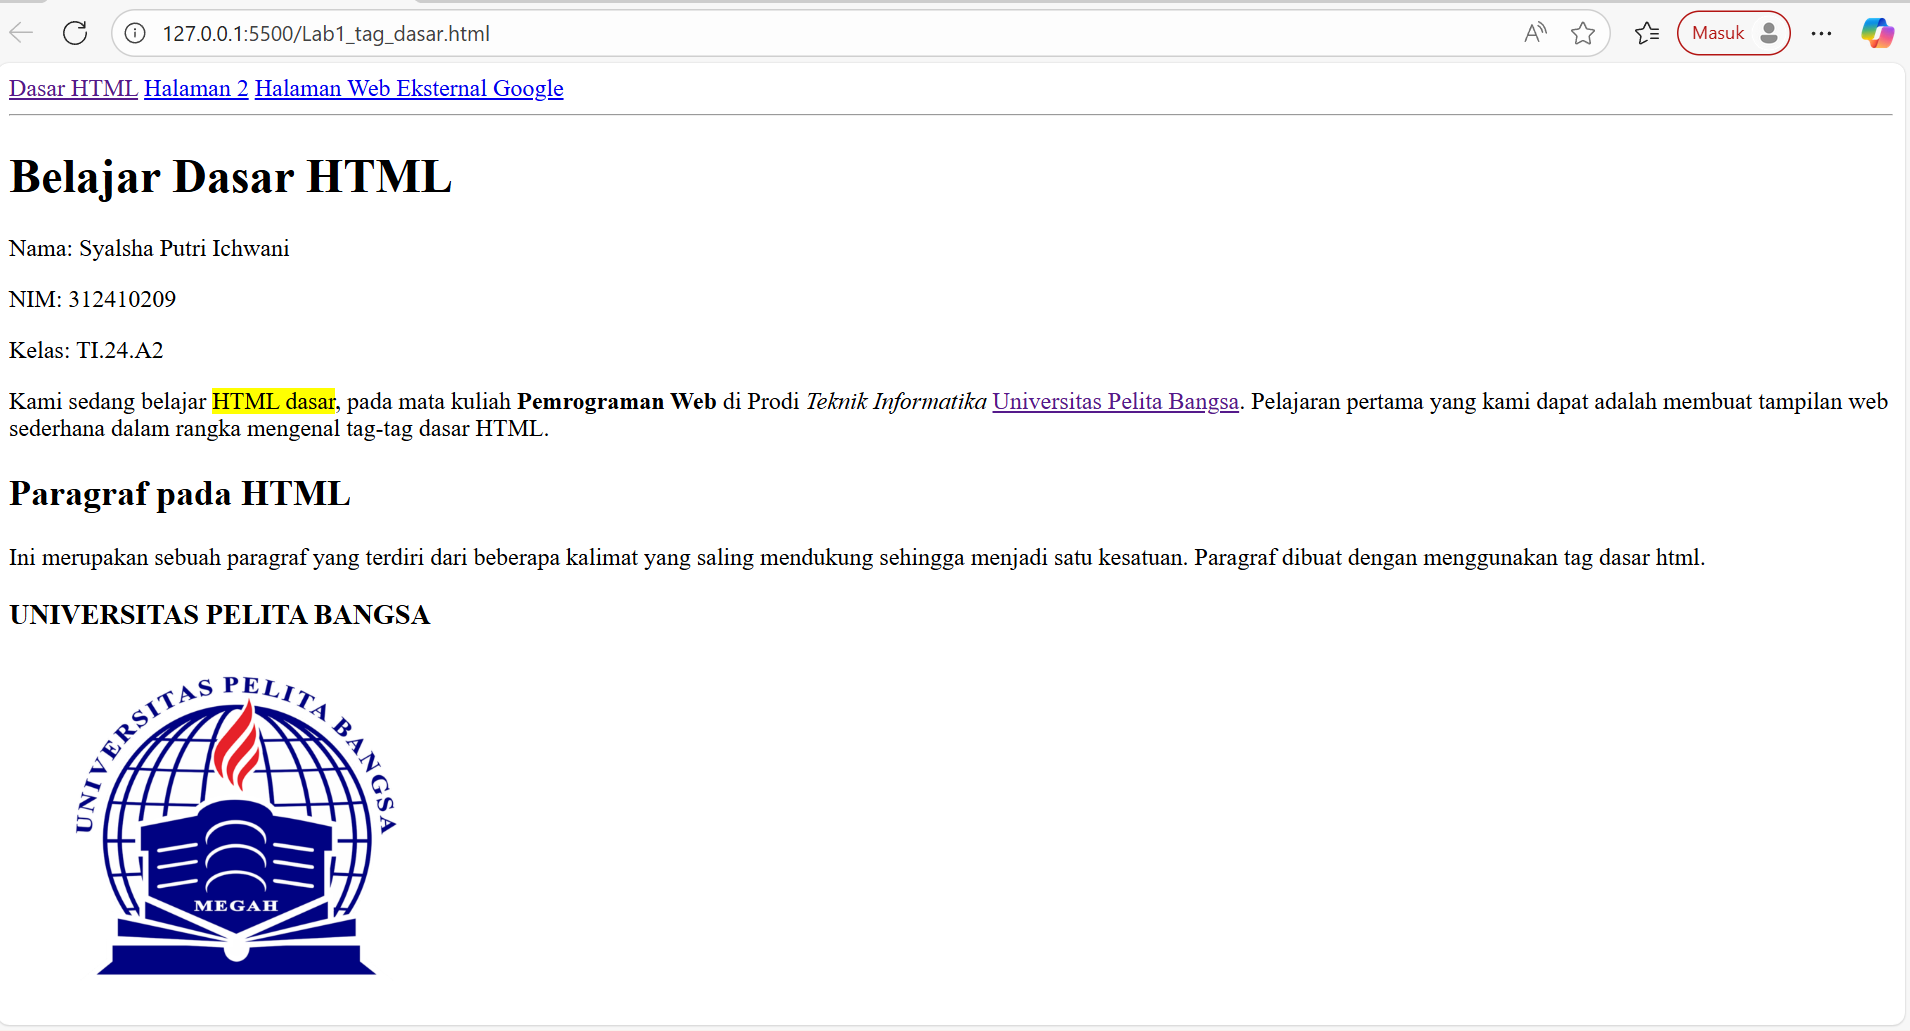 127.0.0.1:5500/Lab1_tag_dasar.html
Masuk
Dasar HTML Halaman 2 Halaman Web Eksternal Google
Belajar Dasar HTML
Nama: Syalsha Putri Ichwani
NIM: 312410209
Kelas: TI.24.A2
Kami sedang belajar HTML dasar, pada mata kuliah Pemrograman Web di Prodi Teknik Informatika Universitas Pelita Bangsa. Pelajaran pertama yang kami dapat adalah membuat tampilan web
sederhana dalam rangka mengenal tag-tag dasar HTML.
Paragraf pada HTML
Ini merupakan sebuah paragraf yang terdiri dari beberapa kalimat yang saling mendukung sehingga menjadi satu kesatuan. Paragraf dibuat dengan menggunakan tag dasar html.
UNIVERSITAS PELITA BANGSA
UNIVERSITAS PELITA BANGSA
MEGAH